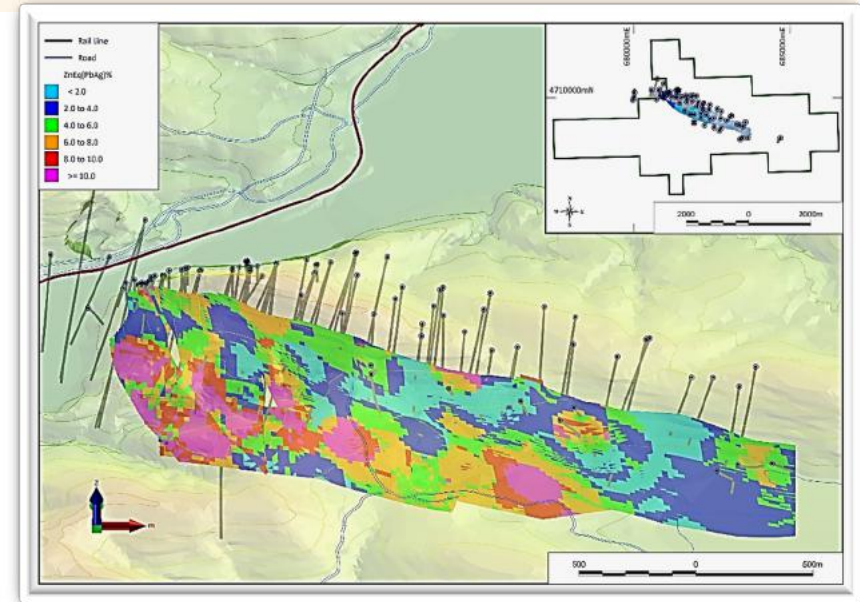 Rail Line
Road
ZnEq(PbAg)%
< 2.0
2.0 to 4.0
4.0 to 6.0
6.0 to 8.0
8.0 to 10.0
>= 10.0
680000mE
685000mE
4710000mN
2000 0 2000m
500 0 500m